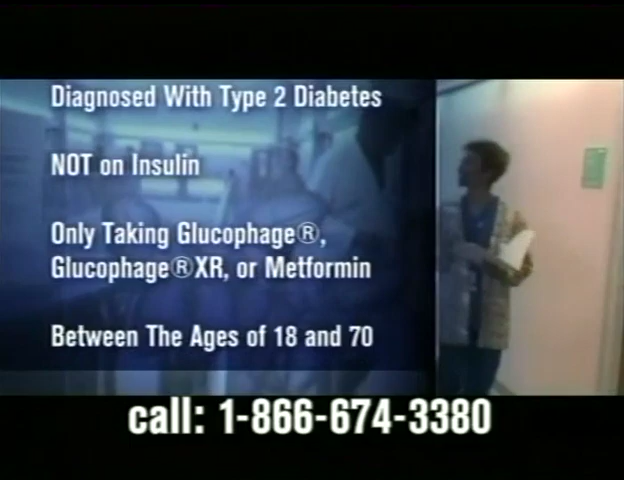 Diagnosed With Type 2 Diabetes
NOT on Insulin
Only Taking Glucophage®,
Glucophage®XR, or Metformin
Between The Ages of 18 and 70
call: 1-866-674-3380